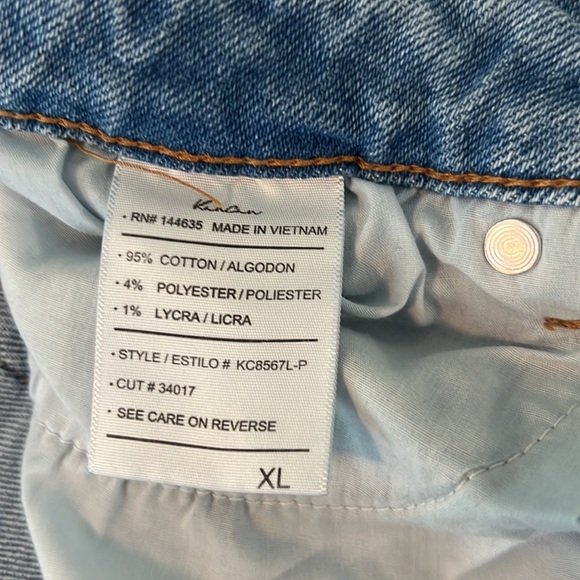 KanCan
• RN# 144635 MADE IN VIETNAM
• 95% COTTON / ALGODON
• 4% POLYESTER / POLIESTER
• 1% LYCRA / LICRA
• STYLE / ESTILO # KC8567L-P
• CUT # 34017
• SEE CARE ON REVERSE
XL